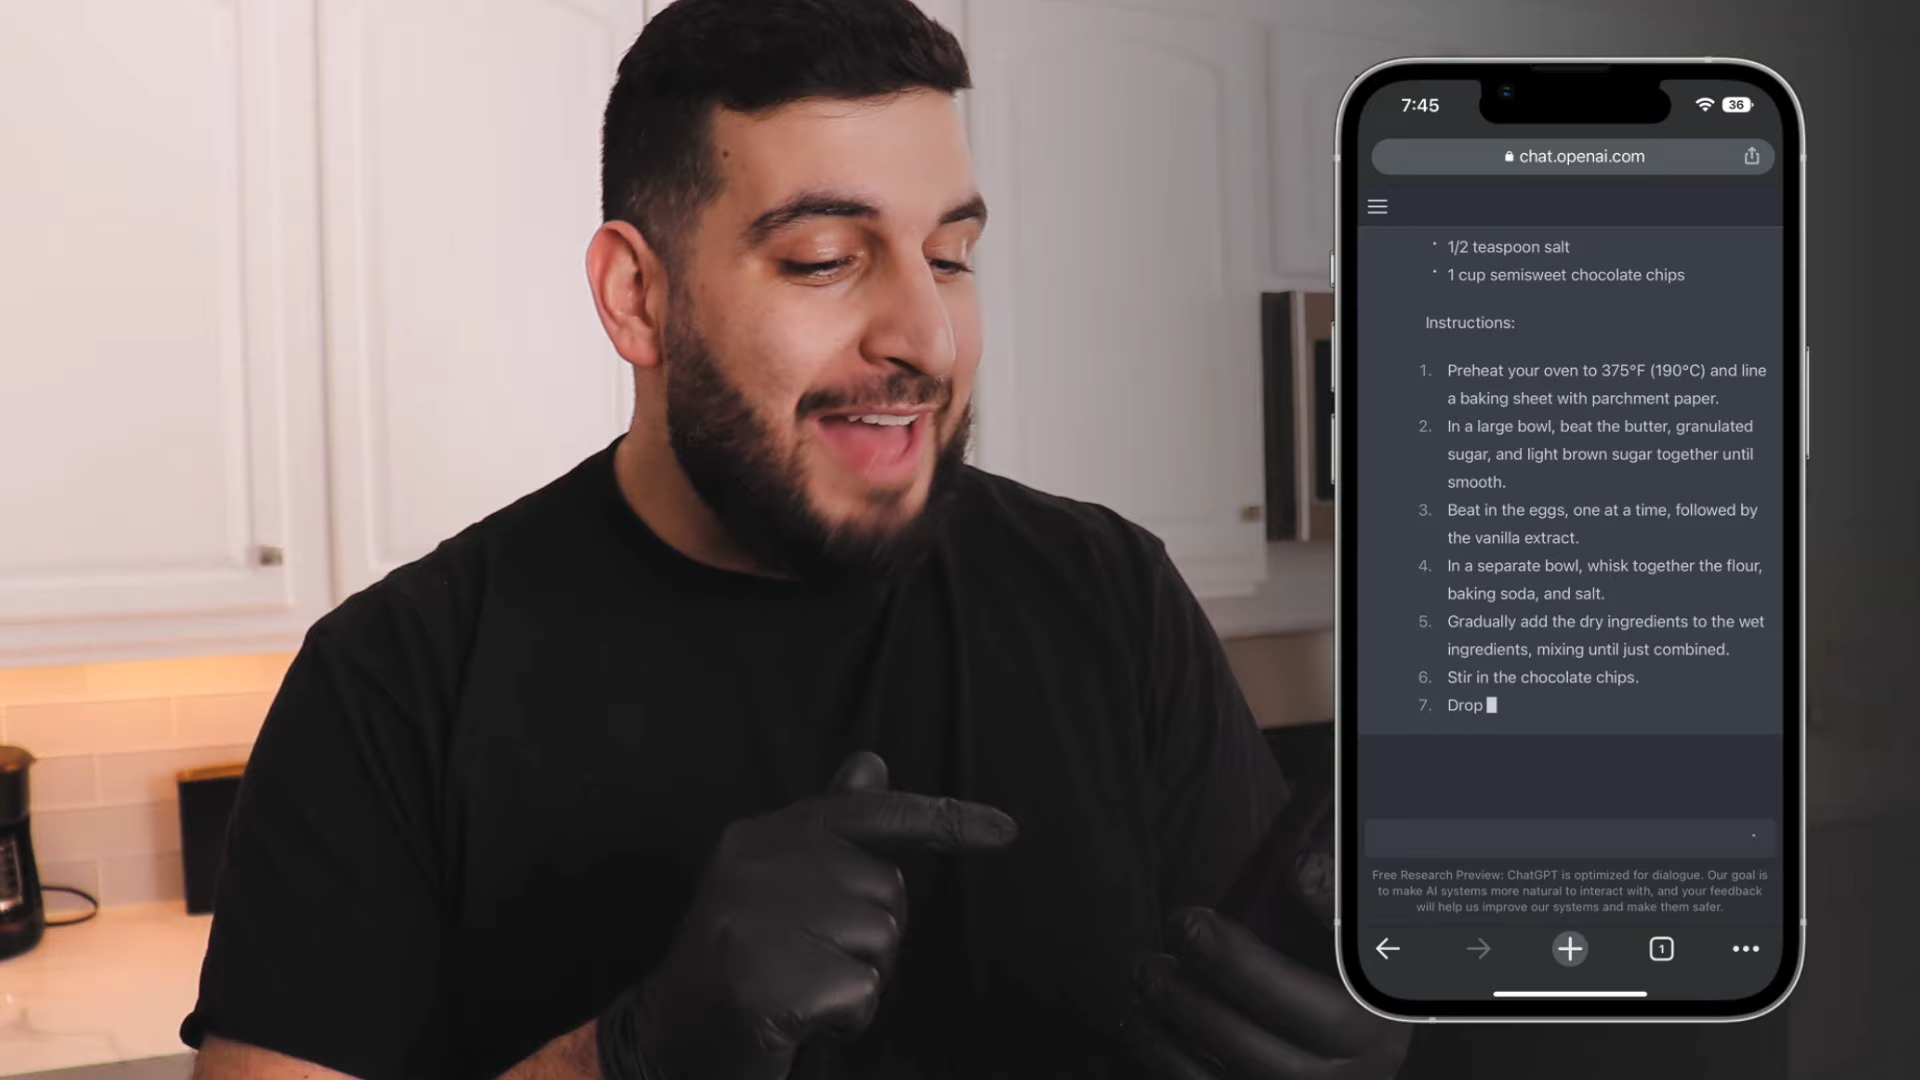 7:45
36
chat.openai.com
· 1/2 teaspoon salt
· 1 cup semisweet chocolate chips
Instructions:
1. Preheat your oven to 375°F (190°C) and line
a baking sheet with parchment paper.
2. In a large bowl, beat the butter, granulated
sugar, and light brown sugar together until
smooth.
3. Beat in the eggs, one at a time, followed by
the vanilla extract.
4. In a separate bowl, whisk together the flour,
baking soda, and salt.
5. Gradually add the dry ingredients to the wet
ingredients, mixing until just combined.
6. Stir in the chocolate chips.
7. Drop
Free Research Preview: ChatGPT is optimized for dialogue. Our goal is
to make AI systems more natural to interact with, and your feedback
will help us improve our systems and make them safer.
1